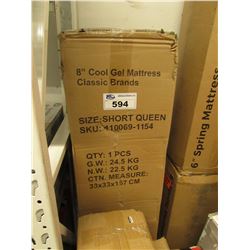 8" Cool Gel Mattress
Classic Brands
594
SIZE: SHORT QUEEN
SKU: 410069-1154
QTY: 1 PCS
G.W.: 24.5 KG
N.W.: 22.5 KG
CTN. MEASURE:
33x33x157 CM
6" Spring Mattress